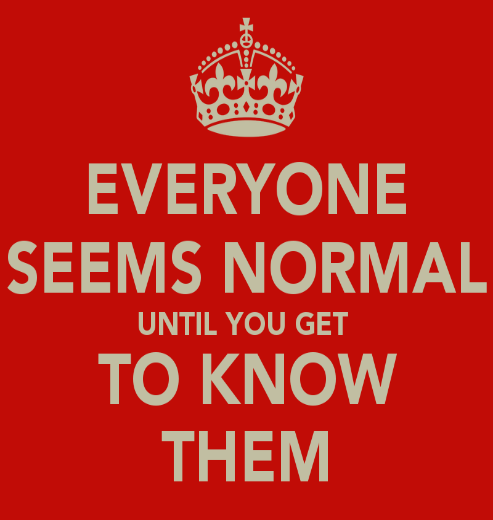 EVERYONE
SEEMS NORMAL
UNTIL YOU GET
TO KNOW
THEM